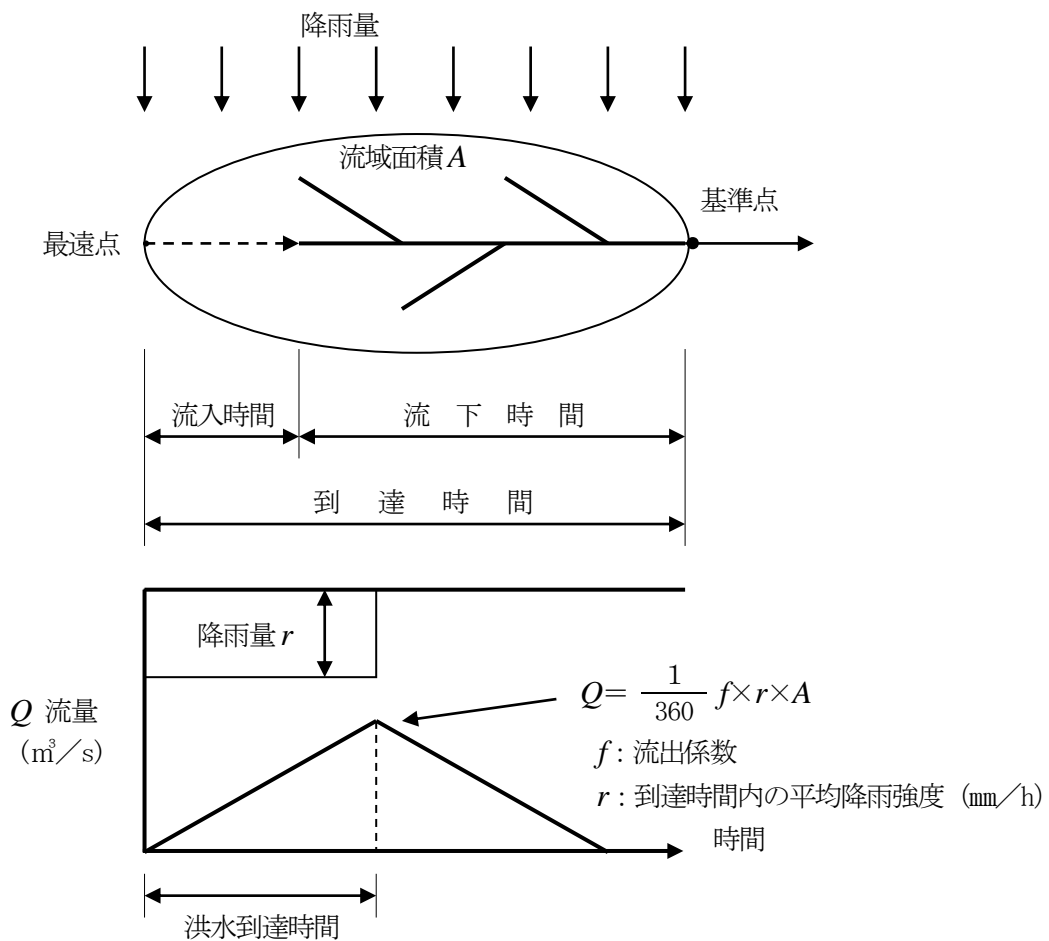 降雨量
流域面積 A
基準点
最遠点
流入時間
流下時間
到達時間
降雨量 r
Q 流量
(㎥/s)
Q= 1/360 f×r×A
f:流出係数
r:到達時間内の平均降雨強度(㎜/h)
時間
洪水到達時間